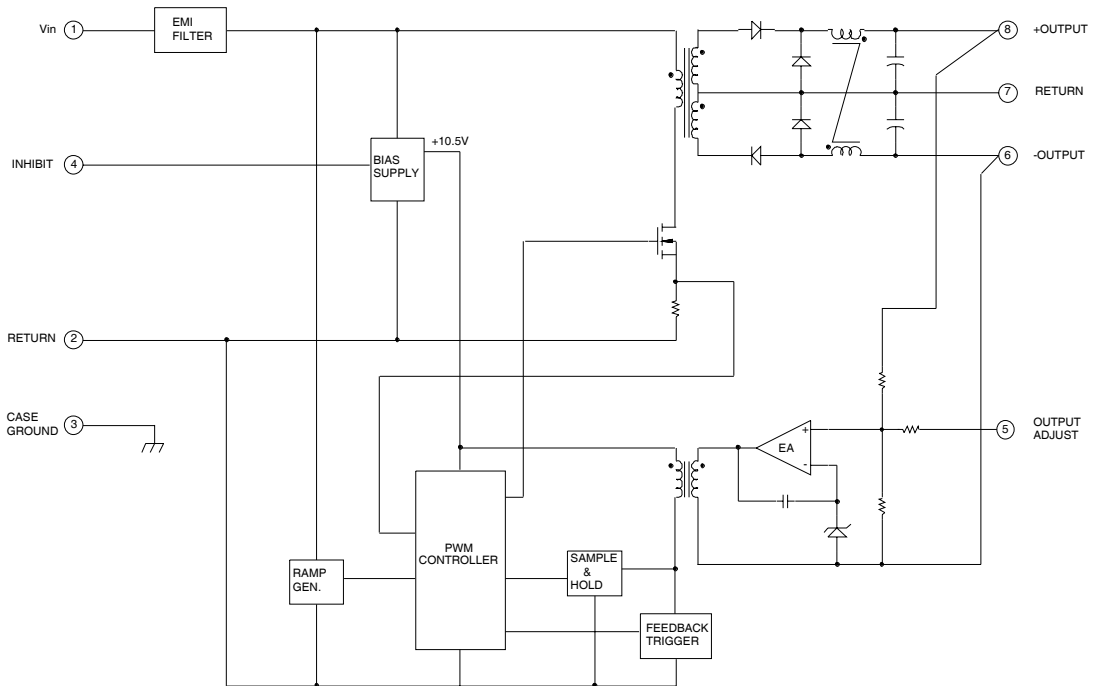 Vin
1
EMI
FILTER
8
+OUTPUT
7
RETURN
+10.5V
INHIBIT
4
BIAS
SUPPLY
6
-OUTPUT
RETURN
2
CASE
GROUND
3
+
EA
-
5
OUTPUT
ADJUST
PWM
CONTROLLER
RAMP
GEN.
SAMPLE
&
HOLD
FEEDBACK
TRIGGER